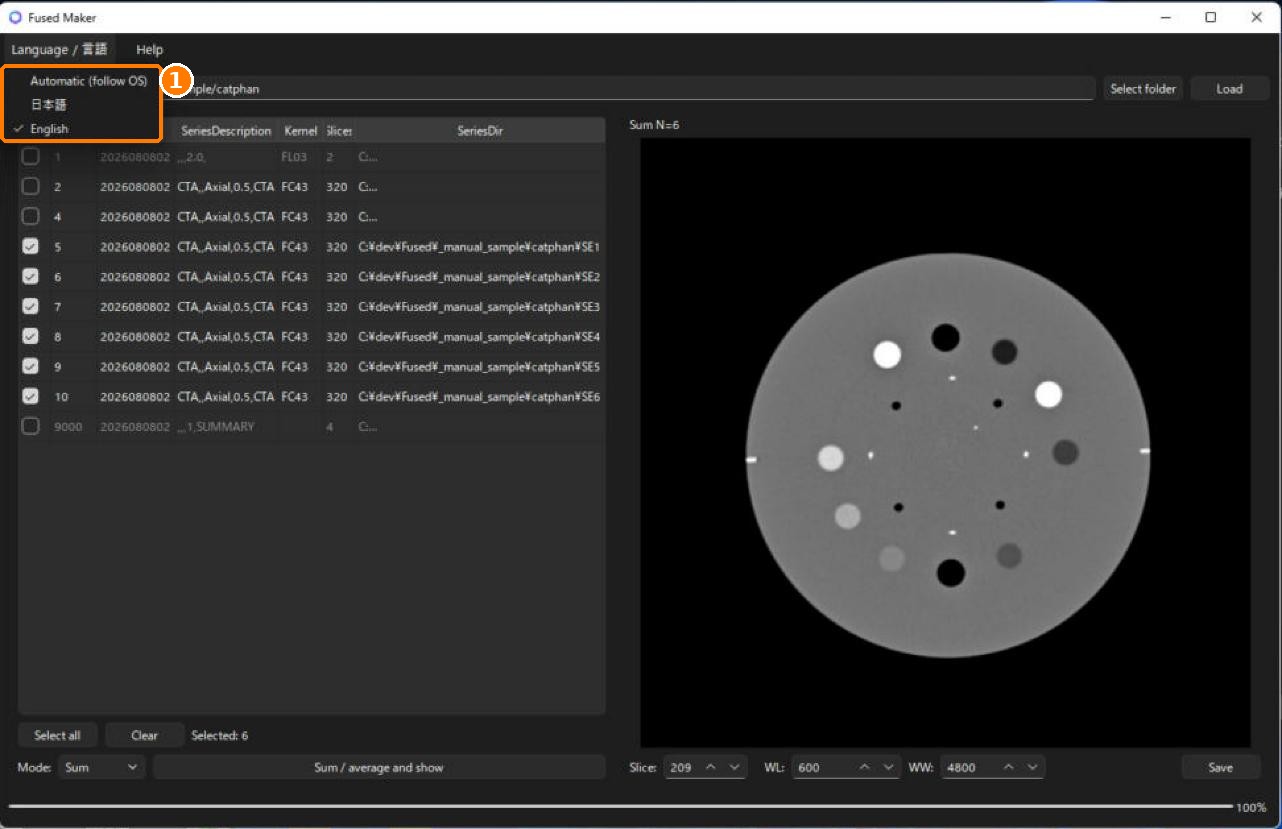 Fused Maker
Language / 言語 Help
Automatic (follow OS)
日本語
English
1
mple/catphan Select folder Load
SeriesDescription Kernel Slices SeriesDir
Sum N=6
1 2026080802 ,,,2.0, FL03 2 C:...
2 2026080802 CTA,,Axial,0.5,CTA FC43 320 C:...
4 2026080802 CTA,,Axial,0.5,CTA FC43 320 C:...
5 2026080802 CTA,,Axial,0.5,CTA FC43 320 C:¥dev¥Fused¥_manual_sample¥catphan¥SE1
6 2026080802 CTA,,Axial,0.5,CTA FC43 320 C:¥dev¥Fused¥_manual_sample¥catphan¥SE2
7 2026080802 CTA,,Axial,0.5,CTA FC43 320 C:¥dev¥Fused¥_manual_sample¥catphan¥SE3
8 2026080802 CTA,,Axial,0.5,CTA FC43 320 C:¥dev¥Fused¥_manual_sample¥catphan¥SE4
9 2026080802 CTA,,Axial,0.5,CTA FC43 320 C:¥dev¥Fused¥_manual_sample¥catphan¥SE5
10 2026080802 CTA,,Axial,0.5,CTA FC43 320 C:¥dev¥Fused¥_manual_sample¥catphan¥SE6
9000 2026080802 ,,,1,SUMMARY 4 C:...
Select all Clear Selected: 6
Mode: Sum Sum / average and show
Slice: 209 WL: 600 WW: 4800 Save
100%